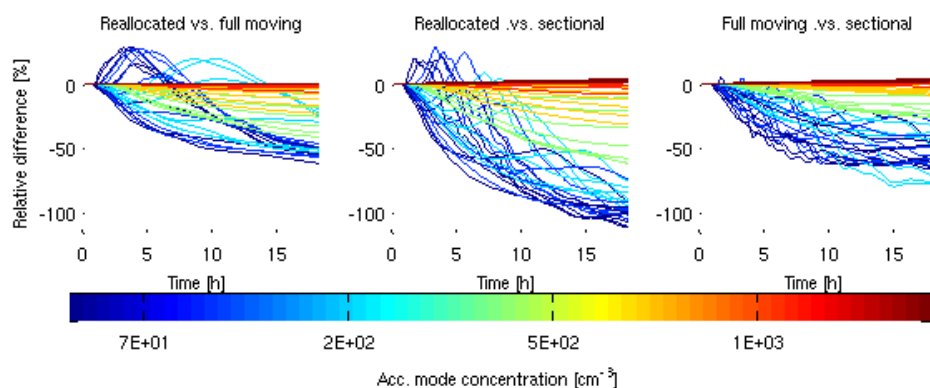 Reallocated vs. full moving
Reallocated .vs. sectional
Full moving .vs. sectional
Relative difference [%]
0
-50
-100
0 5 10 15
Time [h]
0
-50
-100
0 5 10 15
Time [h]
0
-50
-100
0 5 10 15
Time [h]
7E+01 2E+02 5E+02 1E+03
Acc. mode concentration [cm⁻³]